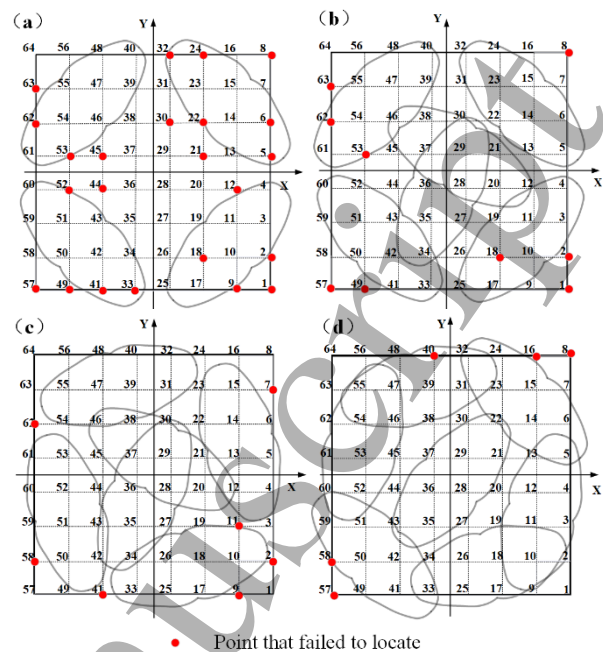 (a) Y
64 56 48 40 32 24 16 8
63 55 47 39 31 23 15 7
62 54 46 38 30 22 14 6
61 53 45 37 29 21 13 5
X
60 52 44 36 28 20 12 4
59 51 43 35 27 19 11 3
58 50 42 34 26 18 10 2
57 49 41 33 25 17 9 1
(b) Y
64 56 48 40 32 24 16 8
63 55 47 39 31 23 15 7
62 54 46 38 30 22 14 6
61 53 45 37 29 21 13 5
X
60 52 44 36 28 20 12 4
59 51 43 35 27 19 11 3
58 50 42 34 26 18 10 2
57 49 41 33 25 17 9 1
(c) Y
64 56 48 40 32 24 16 8
63 55 47 39 31 23 15 7
62 54 46 38 30 22 14 6
61 53 45 37 29 21 13 5
X
60 52 44 36 28 20 12 4
59 51 43 35 27 19 11 3
58 50 42 34 26 18 10 2
57 49 41 33 25 17 9 1
(d) Y
64 56 48 40 32 24 16 8
63 55 47 39 31 23 15 7
62 54 46 38 30 22 14 6
61 53 45 37 29 21 13 5
X
60 52 44 36 28 20 12 4
59 51 43 35 27 19 11 3
58 50 42 34 26 18 10 2
57 49 41 33 25 17 9 1
Point that failed to locate
uscript